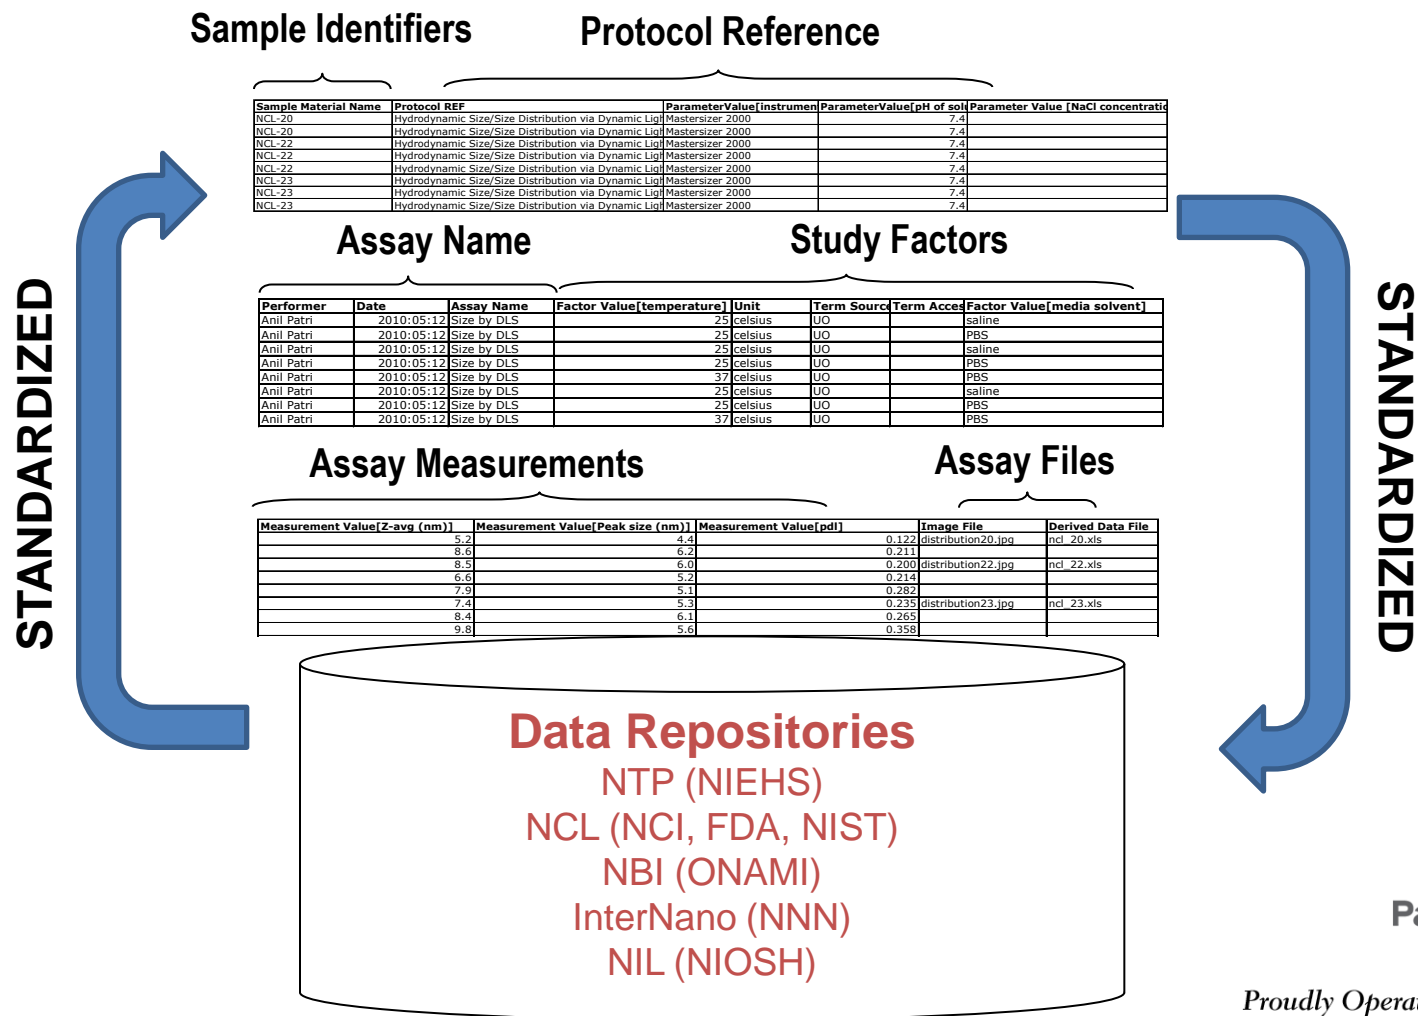 Sample Identifiers
Protocol Reference
Sample Material Name Protocol REF ParameterValue[instrumen ParameterValue[pH of solu Parameter Value [NaCl concentratio
NCL-20 Hydrodynamic Size/Size Distribution via Dynamic Ligh Mastersizer 2000 7.4
NCL-20 Hydrodynamic Size/Size Distribution via Dynamic Ligh Mastersizer 2000 7.4
NCL-22 Hydrodynamic Size/Size Distribution via Dynamic Ligh Mastersizer 2000 7.4
NCL-22 Hydrodynamic Size/Size Distribution via Dynamic Ligh Mastersizer 2000 7.4
NCL-22 Hydrodynamic Size/Size Distribution via Dynamic Ligh Mastersizer 2000 7.4
NCL-23 Hydrodynamic Size/Size Distribution via Dynamic Ligh Mastersizer 2000 7.4
NCL-23 Hydrodynamic Size/Size Distribution via Dynamic Ligh Mastersizer 2000 7.4
NCL-23 Hydrodynamic Size/Size Distribution via Dynamic Ligh Mastersizer 2000 7.4
Assay Name
Study Factors
Performer Date Assay Name Factor Value[temperature] Unit Term Source Term Acces Factor Value[media solvent]
Anil Patri 2010:05:12 Size by DLS 25 celsius UO saline
Anil Patri 2010:05:12 Size by DLS 25 celsius UO PBS
Anil Patri 2010:05:12 Size by DLS 25 celsius UO saline
Anil Patri 2010:05:12 Size by DLS 25 celsius UO PBS
Anil Patri 2010:05:12 Size by DLS 37 celsius UO PBS
Anil Patri 2010:05:12 Size by DLS 25 celsius UO saline
Anil Patri 2010:05:12 Size by DLS 25 celsius UO PBS
Anil Patri 2010:05:12 Size by DLS 37 celsius UO PBS
Assay Measurements
Assay Files
Measurement Value[Z-avg (nm)] Measurement Value[Peak size (nm)] Measurement Value[pdl] Image File Derived Data File
5.2 4.4 0.122 distribution20.jpg ncl_20.xls
8.6 6.2 0.211
8.5 6.0 0.200 distribution22.jpg ncl_22.xls
6.6 5.2 0.214
7.9 5.1 0.282
7.4 5.3 0.235 distribution23.jpg ncl_23.xls
8.4 6.1 0.265
9.8 5.6 0.358
STANDARDIZED
STANDARDIZED
Data Repositories
NTP (NIEHS)
NCL (NCI, FDA, NIST)
NBI (ONAMI)
InterNano (NNN)
NIL (NIOSH)
Pa
Proudly Opera